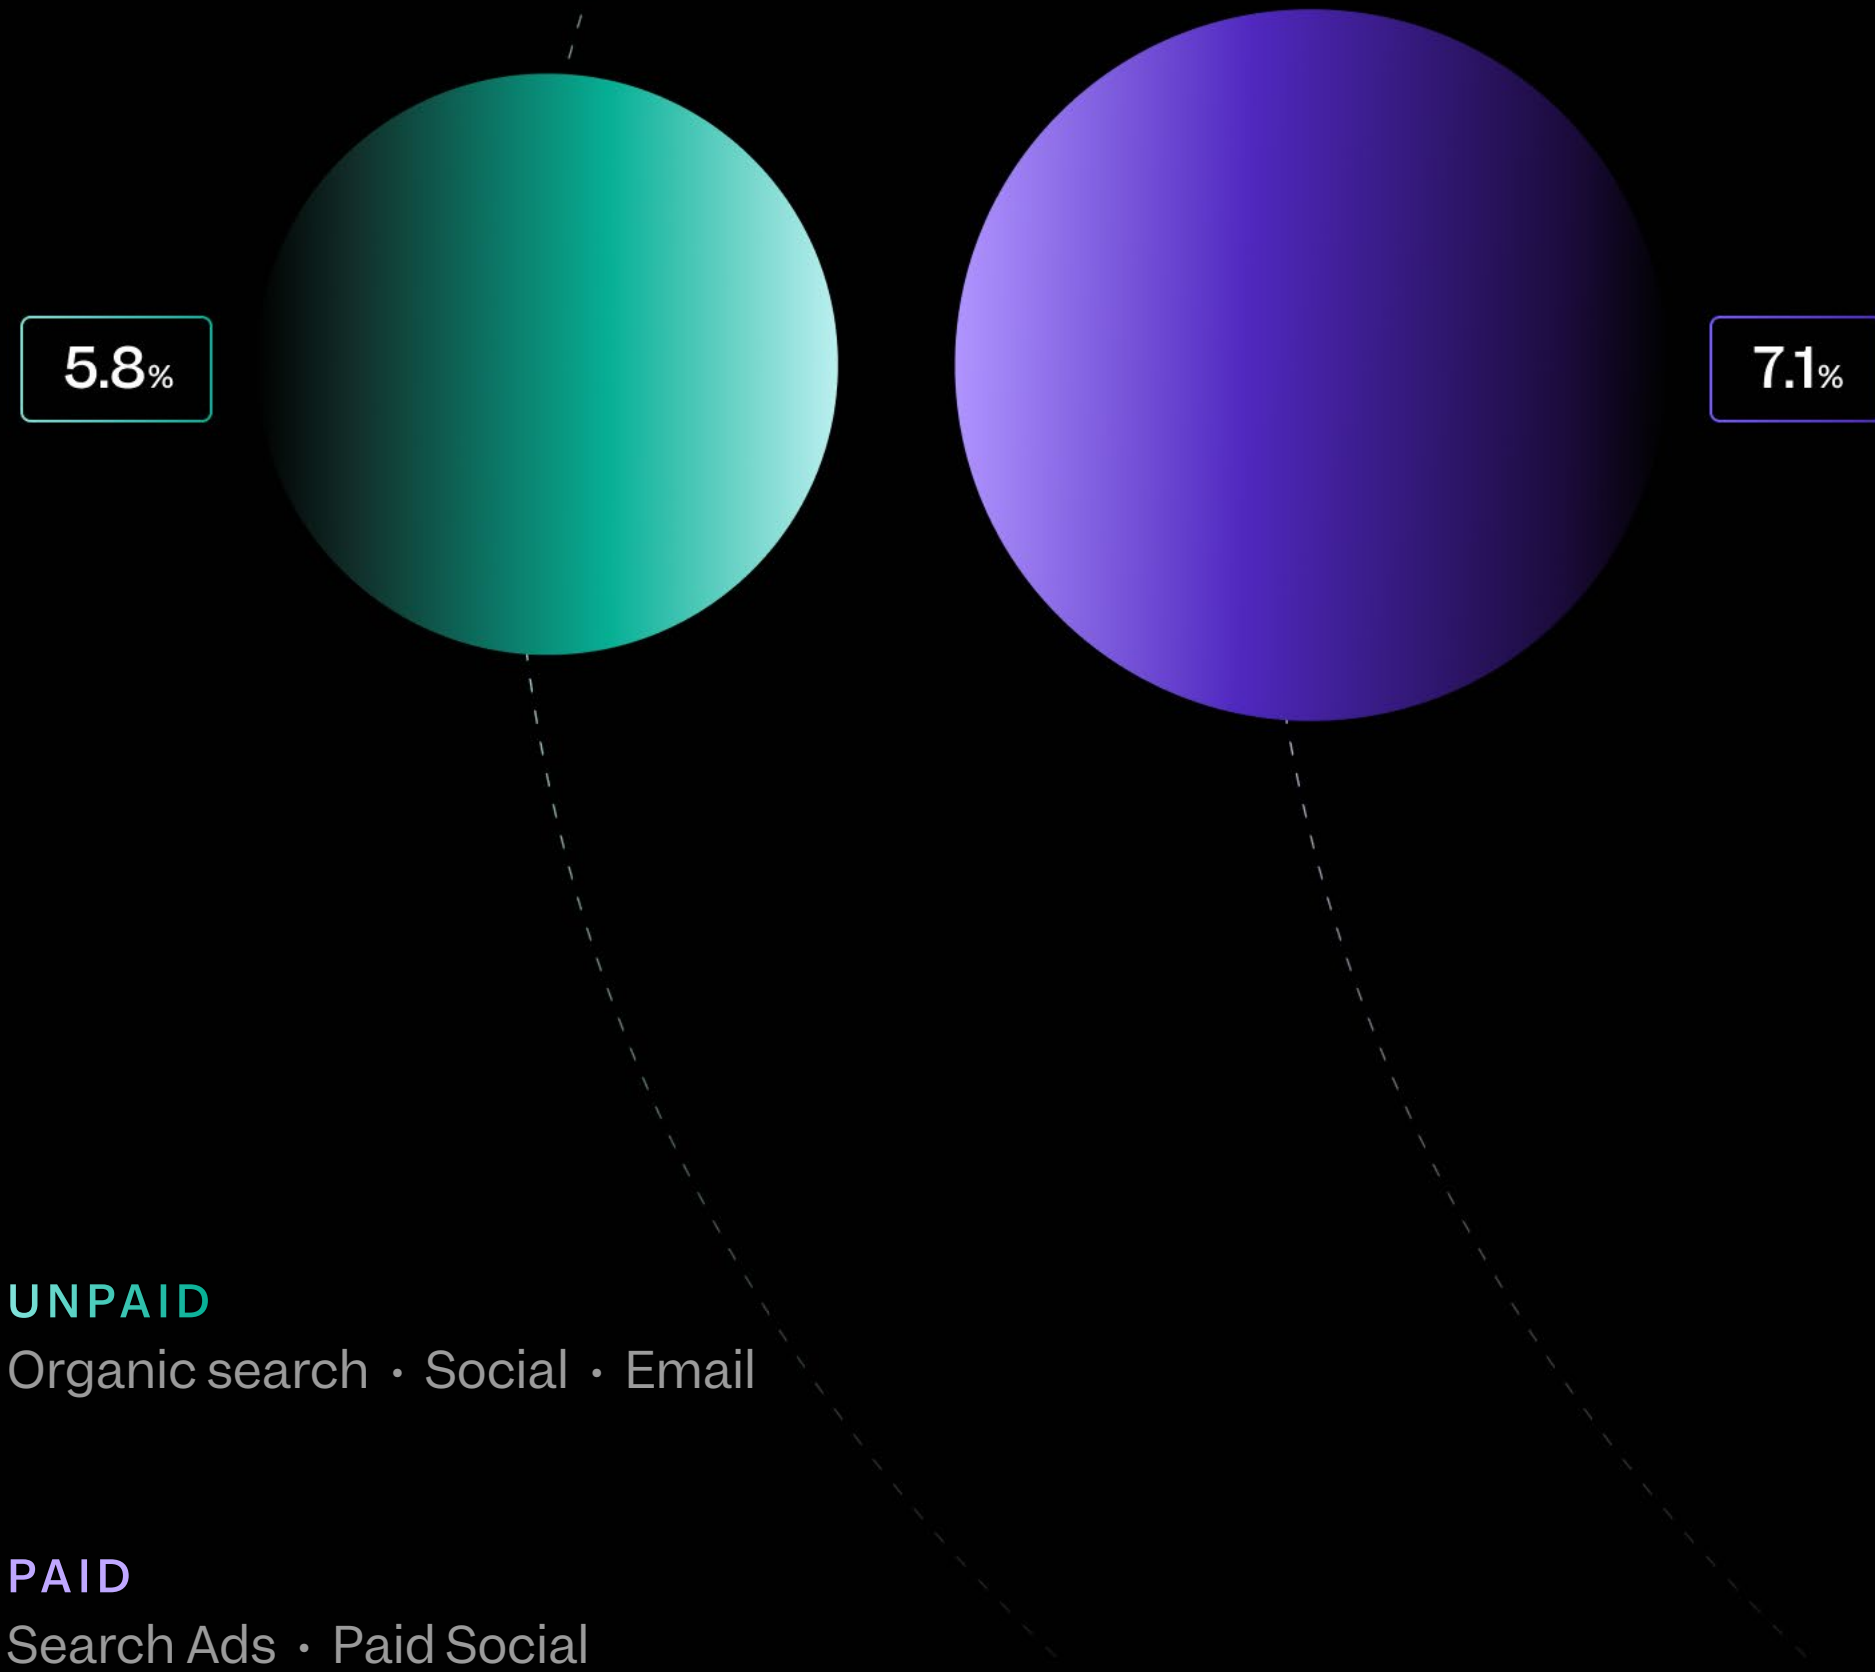 5.8%
7.1%
UNPAID
Organic search • Social • Email
PAID
Search Ads • Paid Social